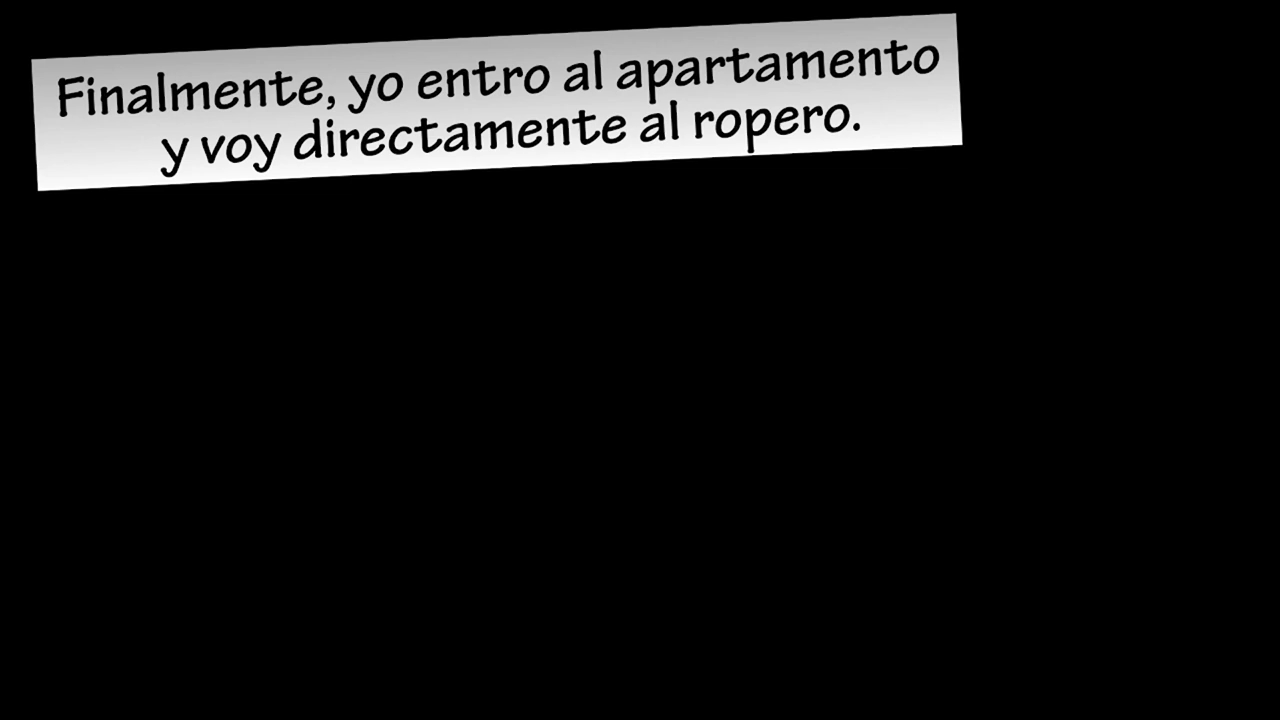 Finalmente, yo entro al apartamento
y voy directamente al ropero.